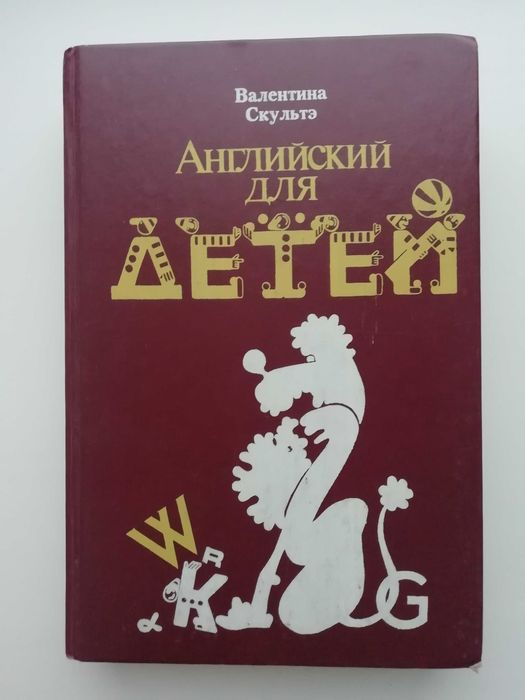 Валентина
Скультэ
Английский
для
ДЕТЕЙ
W
R
K
α
G